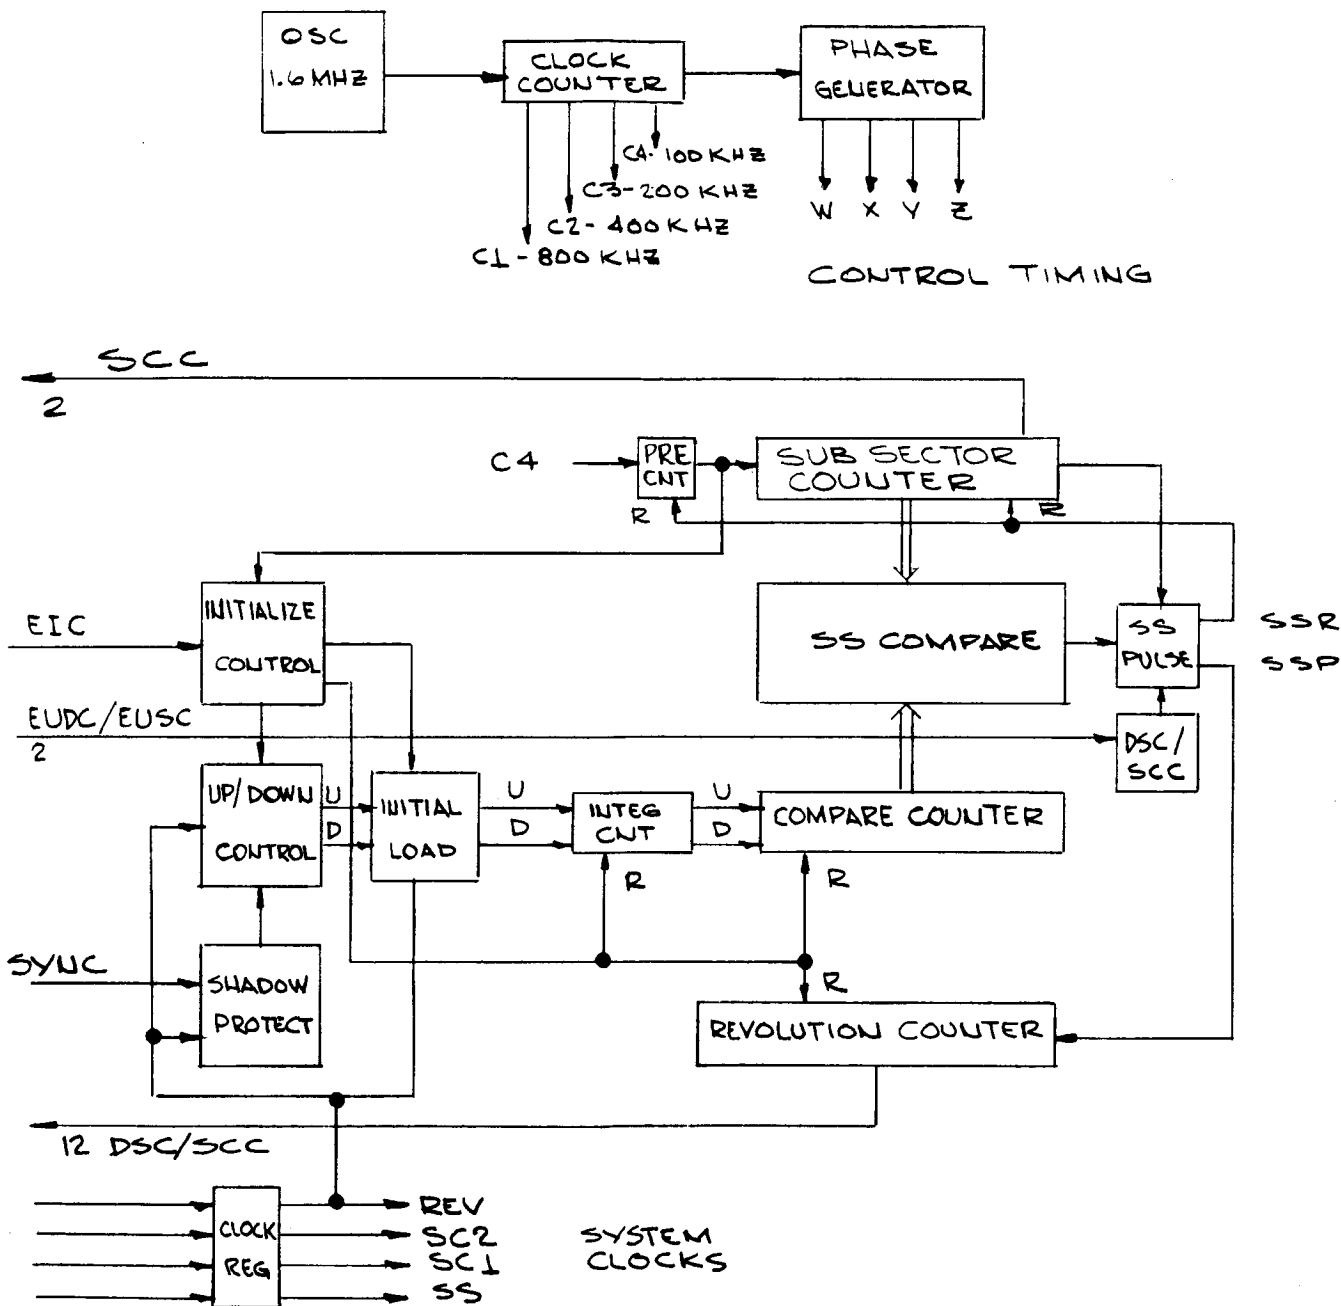 OSC
1.6 MHZ
CLOCK
COUNTER
PHASE
GENERATOR
C4-100 KHZ
C3-200 KHZ
C2-400 KHZ
C1-800 KHZ
W X Y Z
CONTROL TIMING
SCC
2
C4
PRE
CNT
SUB SECTOR
COUNTER
R
R
INITIALIZE
CONTROL
EIC
SS COMPARE
SS
PULSE
SSR
SSP
EUDC/EUSC
2
DSC/
SCC
UP/DOWN
CONTROL
U
D
INITIAL
LOAD
U
D
INTEG
CNT
U
D
COMPARE COUNTER
R
R
SYNC
SHADOW
PROTECT
R
REVOLUTION COUNTER
12 DSC/SCC
CLOCK
REG
REV
SC2
SC1
SS
SYSTEM
CLOCKS